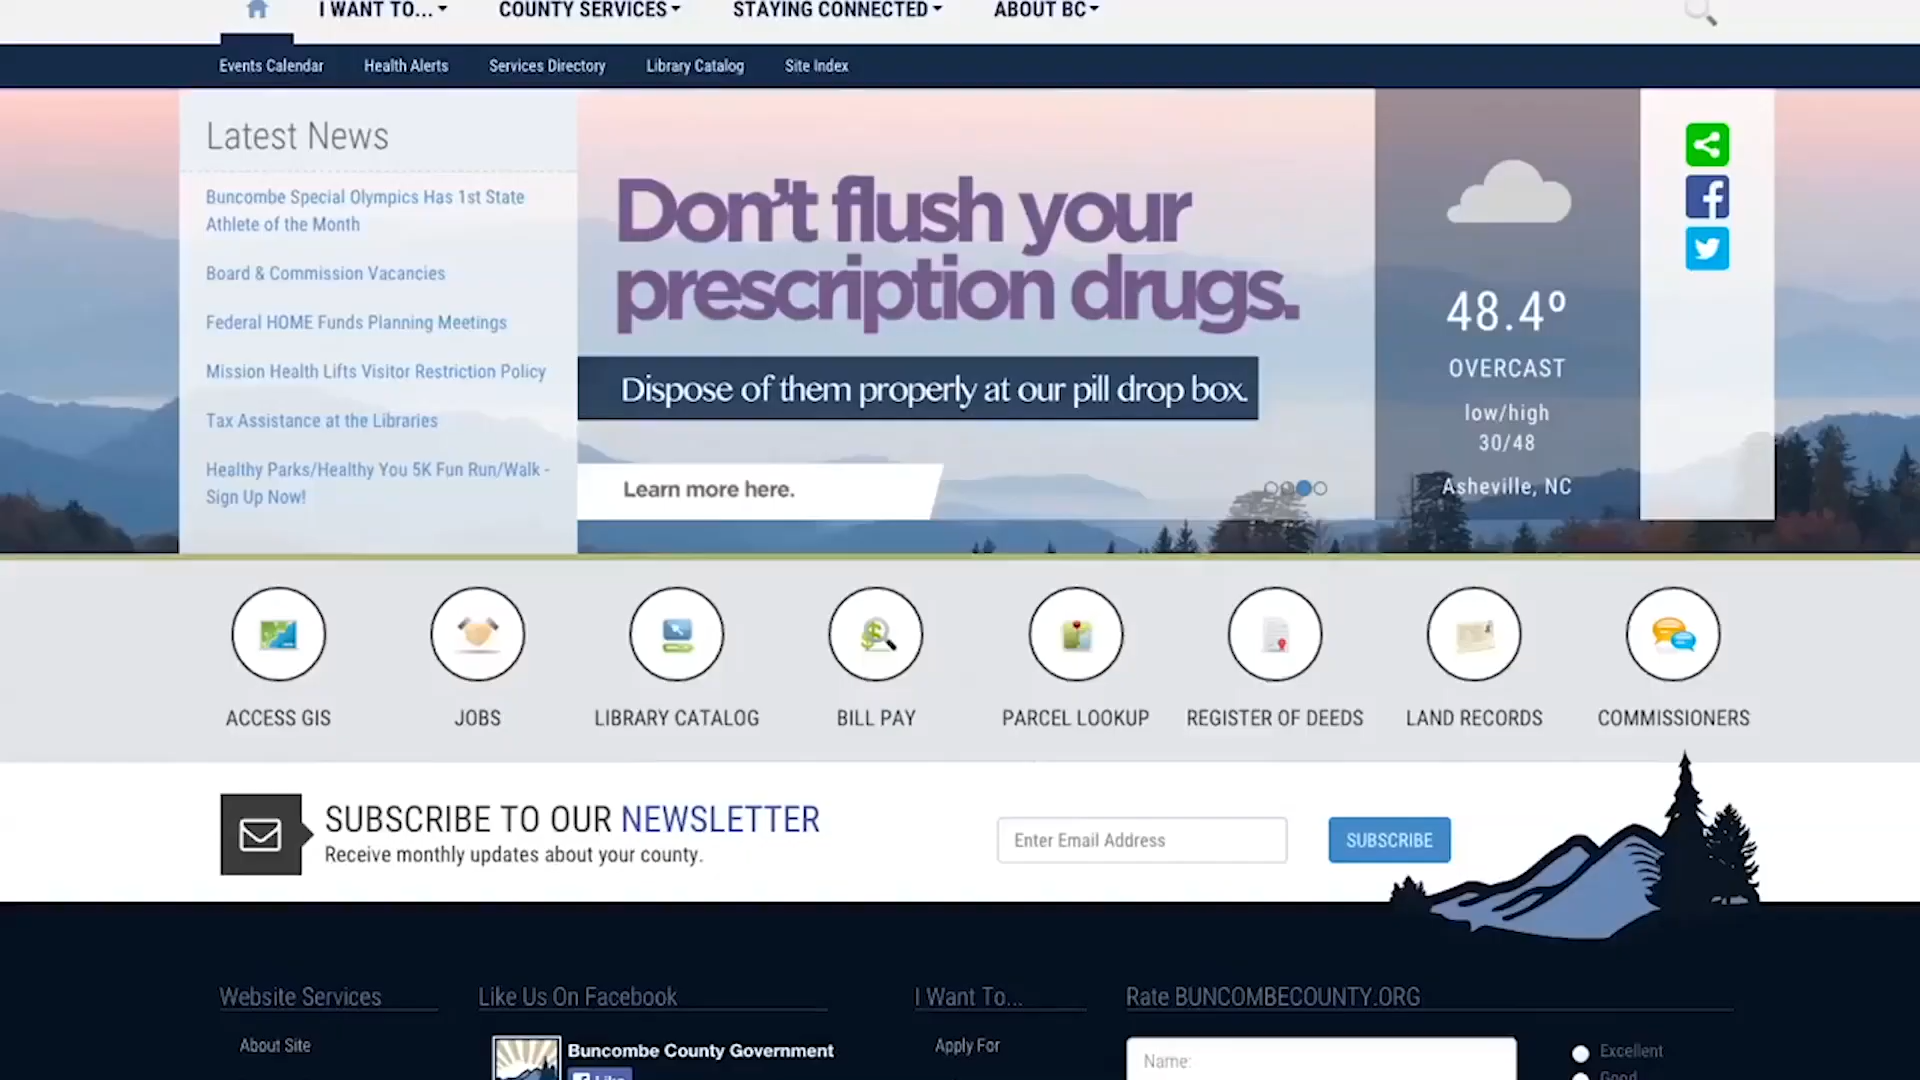 I WANT TO...
COUNTY SERVICES
STAYING CONNECTED
ABOUT BC
Events Calendar
Health Alerts
Services Directory
Library Catalog
Site Index
Latest News
Buncombe Special Olympics Has 1st State
Athlete of the Month
Board & Commission Vacancies
Federal HOME Funds Planning Meetings
Mission Health Lifts Visitor Restriction Policy
Tax Assistance at the Libraries
Healthy Parks/Healthy You 5K Fun Run/Walk -
Sign Up Now!
Don't flush your
prescription drugs.
Dispose of them properly at our pill drop box.
Learn more here.
48.4º
OVERCAST
low/high
30/48
Asheville, NC
ACCESS GIS
JOBS
LIBRARY CATALOG
BILL PAY
PARCEL LOOKUP
REGISTER OF DEEDS
LAND RECORDS
COMMISSIONERS
SUBSCRIBE TO OUR NEWSLETTER
Receive monthly updates about your county.
Enter Email Address
SUBSCRIBE
Website Services
About Site
Like Us On Facebook
Buncombe County Government
Like
I Want To...
Apply For
Rate BUNCOMBECOUNTY.ORG
Name:
Excellent
Good